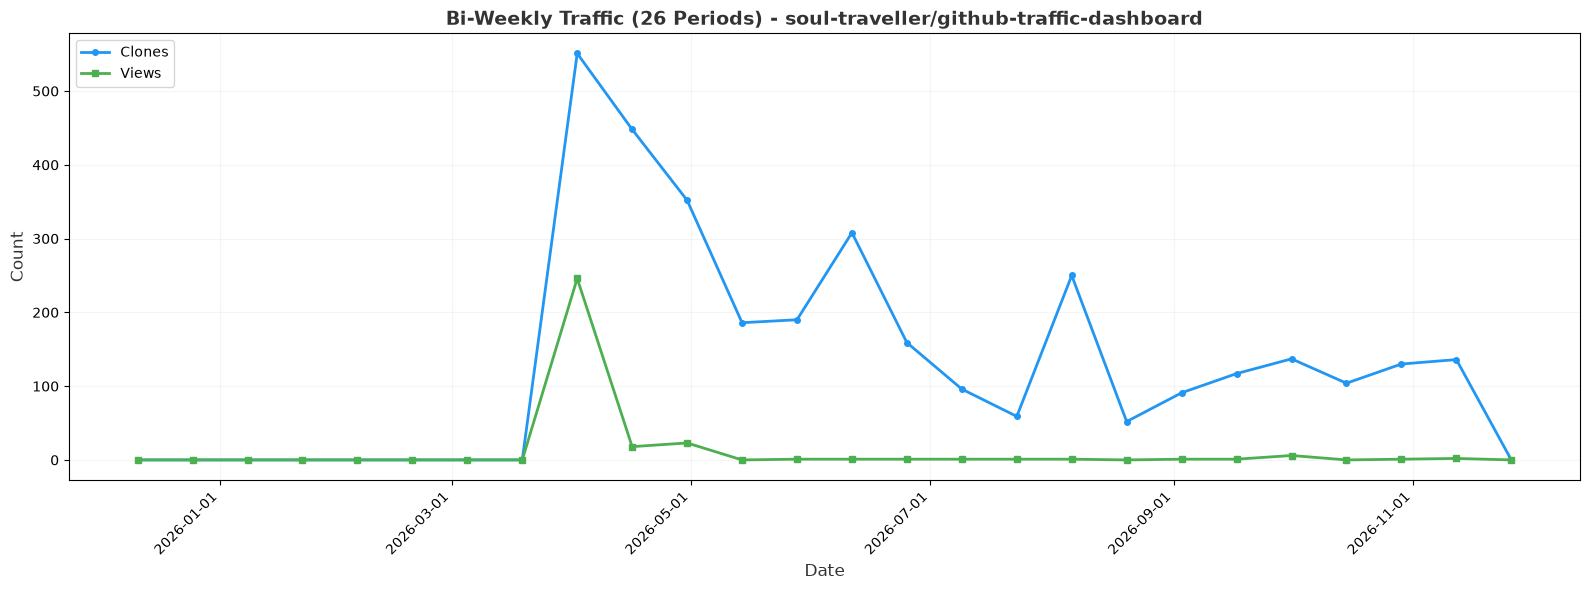 Bi-Weekly Traffic (26 Periods) - soul-traveller/github-traffic-dashboard
Clones
Views
500
400
300
200
100
0
Count
2026-01-01
2026-03-01
2026-05-01
2026-07-01
2026-09-01
2026-11-01
Date